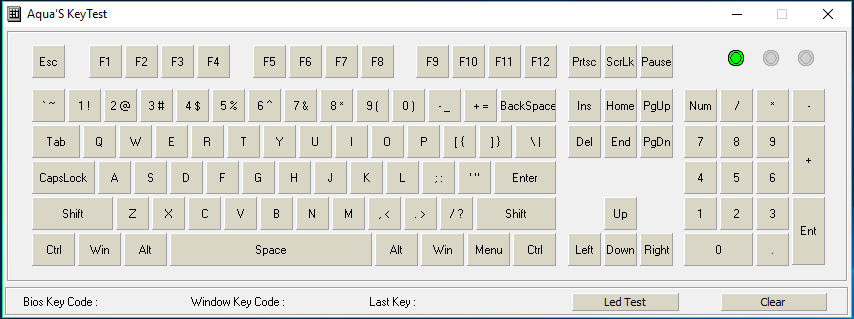 Aqua'S KeyTest
Esc F1 F2 F3 F4 F5 F6 F7 F8 F9 F10 F11 F12 Prtsc ScrLk Pause
` ~ 1 ! 2 @ 3 # 4 $ 5 % 6 ^ 7 & 8 * 9 ( 0 ) - _ + = BackSpace Ins Home PgUp Num / * -
Tab Q W E R T Y U I O P [ { ] } \ | Del End PgDn 7 8 9 +
CapsLock A S D F G H J K L ; : ' " Enter 4 5 6
Shift Z X C V B N M , < . > / ? Shift Up 1 2 3 Ent
Ctrl Win Alt Space Alt Win Menu Ctrl Left Down Right 0 .
Bios Key Code : Window Key Code : Last Key : Led Test Clear